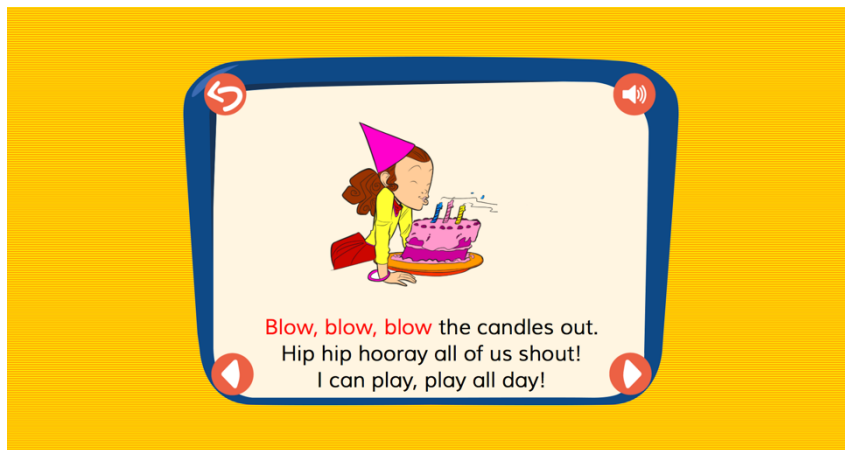 Blow, blow, blow the candles out.
Hip hip hooray all of us shout!
I can play, play all day!